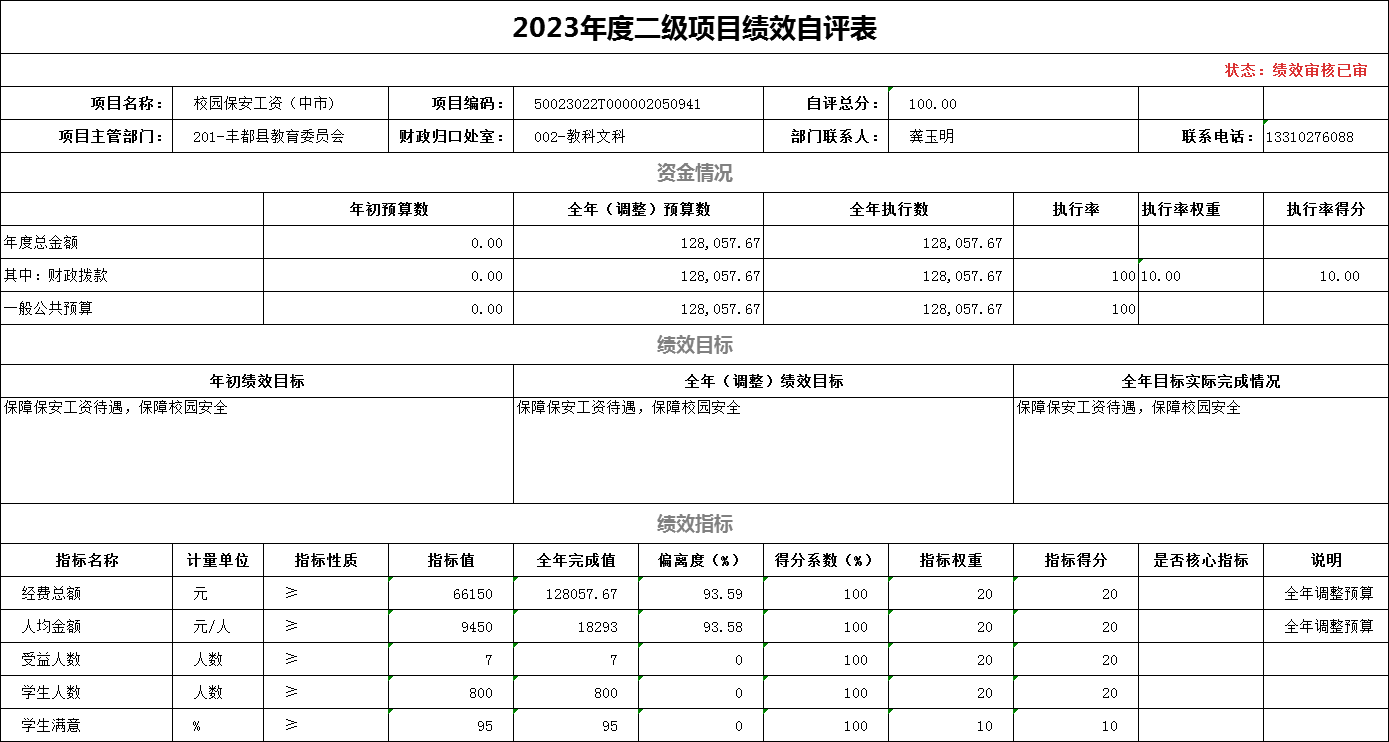 2023年度二级项目绩效自评表
状态：绩效审核已审
项目名称： 校园保安工资（中市） 项目编码： 50023022T000002050941 自评总分： 100.00
项目主管部门： 201-丰都县教育委员会 财政归口处室： 002-教科文科 部门联系人： 龚玉明 联系电话： 13310276088
资金情况
年初预算数 全年（调整）预算数 全年执行数 执行率 执行率权重 执行率得分
年度总金额 0.00 128,057.67 128,057.67
其中：财政拨款 0.00 128,057.67 128,057.67 100 10.00 10.00
一般公共预算 0.00 128,057.67 128,057.67 100
绩效目标
年初绩效目标 全年（调整）绩效目标 全年目标实际完成情况
保障保安工资待遇，保障校园安全 保障保安工资待遇，保障校园安全 保障保安工资待遇，保障校园安全
绩效指标
指标名称 计量单位 指标性质 指标值 全年完成值 偏离度（%） 得分系数（%） 指标权重 指标得分 是否核心指标 说明
经费总额 元 ≥ 66150 128057.67 93.59 100 20 20 全年调整预算
人均金额 元/人 ≥ 9450 18293 93.58 100 20 20 全年调整预算
受益人数 人数 ≥ 7 7 0 100 20 20
学生人数 人数 ≥ 800 800 0 100 20 20
学生满意 % ≥ 95 95 0 100 10 10